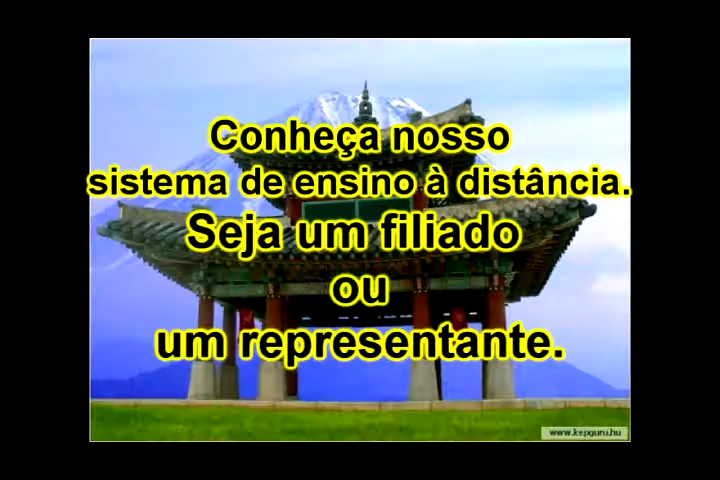 Conheça nosso
sistema de ensino à distância.
Seja um filiado
ou
um representante.
www.kepguru.hu